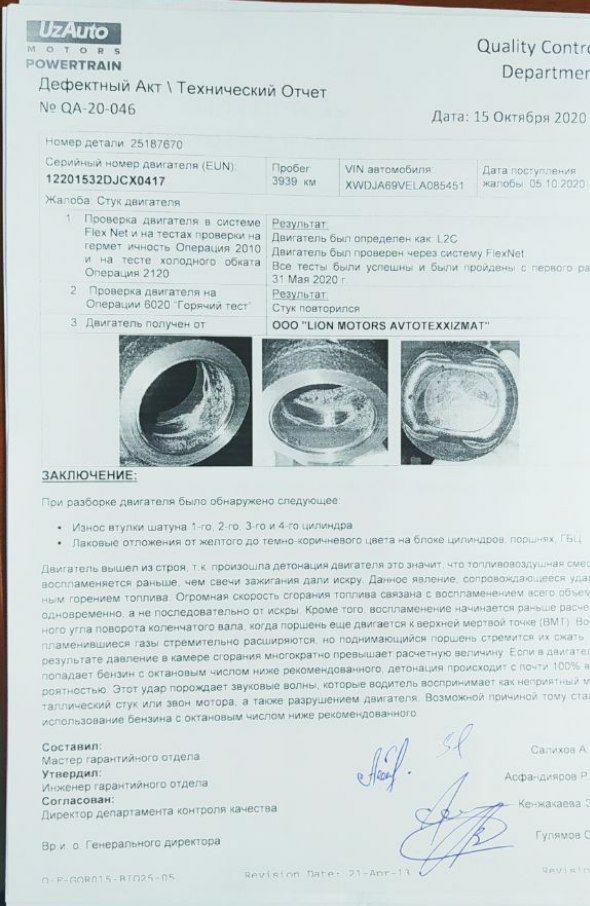 UzAuto
MOTORS
POWERTRAIN
Quality Contro
Departmen
Дефектный Акт \ Технический Отчет
№ QA-20-046
Дата: 15 Октября 2020
Номер детали 25187670
Серийный номер двигателя (EUN):
12201532DJCX0417
Пробег
3939 км
VIN автомобиля:
XWDJA69VELA085451
Дата поступления
жалобы 05.10.2020
Жалоба: Стук двигателя
1 Проверка двигателя в системе
Flex Net и на тестах проверки на
гермет ичность Операция 2010
и на тесте холодного обката
Операция 2120
Результат:
Двигатель был определен как L2C
Двигатель был проверен через систему FlexNet
Все тесты были успешны и были пройдены с первого ра
31 Мая 2020 г.
2 Проверка двигателя на
Операции 6020 "Горячий тест"
Результат:
Стук повторился
3 Двигатель получен от
ООО "LION MOTORS AVTOTEXXIZMAT"
ЗАКЛЮЧЕНИЕ:
При разборке двигателя было обнаружено следующее:
• Износ втулки шатуна 1-го, 2-го, 3-го и 4-го цилиндра
• Лаковые отложения от желтого до темно-коричневого цвета на блоке цилиндров, поршнях, ГБЦ
Двигатель вышел из строя, т.к. произошла детонация двигателя это значит, что топливовоздушная смес
воспламеняется раньше, чем свечи зажигания дали искру. Данное явление, сопровождающееся удар
ным горением топлива. Огромная скорость сгорания топлива связана с воспламенением всего объем
одновременно, а не последовательно от искры. Кроме того, воспламенение начинается раньше расче
ного угла поворота коленчатого вала, когда поршень еще двигается к верхней мертвой точке (ВМТ). Во
пламенившиеся газы стремительно расширяются, но поднимающийся поршень стремится их сжать
результате давление в камере сгорания многократно превышает расчетную величину. Если в двигател
попадает бензин с октановым числом ниже рекомендованного, детонация происходит с почти 100% в
роятностью. Этот удар порождает звуковые волны, которые водитель воспринимает как неприятный м
таллический стук или звон мотора, а также разрушением двигателя. Возможной причиной тому ста
использование бензина с октановым числом ниже рекомендованного.
Составил:
Мастер гарантийного отдела
Салихов А.
Утвердил:
Инженер гарантийного отдела
Асфандияров Р.
Согласован:
Директор департамента контроля качества
Кенжакаева З
Вр и. о. Генерального директора
Гулямов С
Q-F-GOR015-BIQ25-05
Revision Date: 21-Apr-13
Revisio